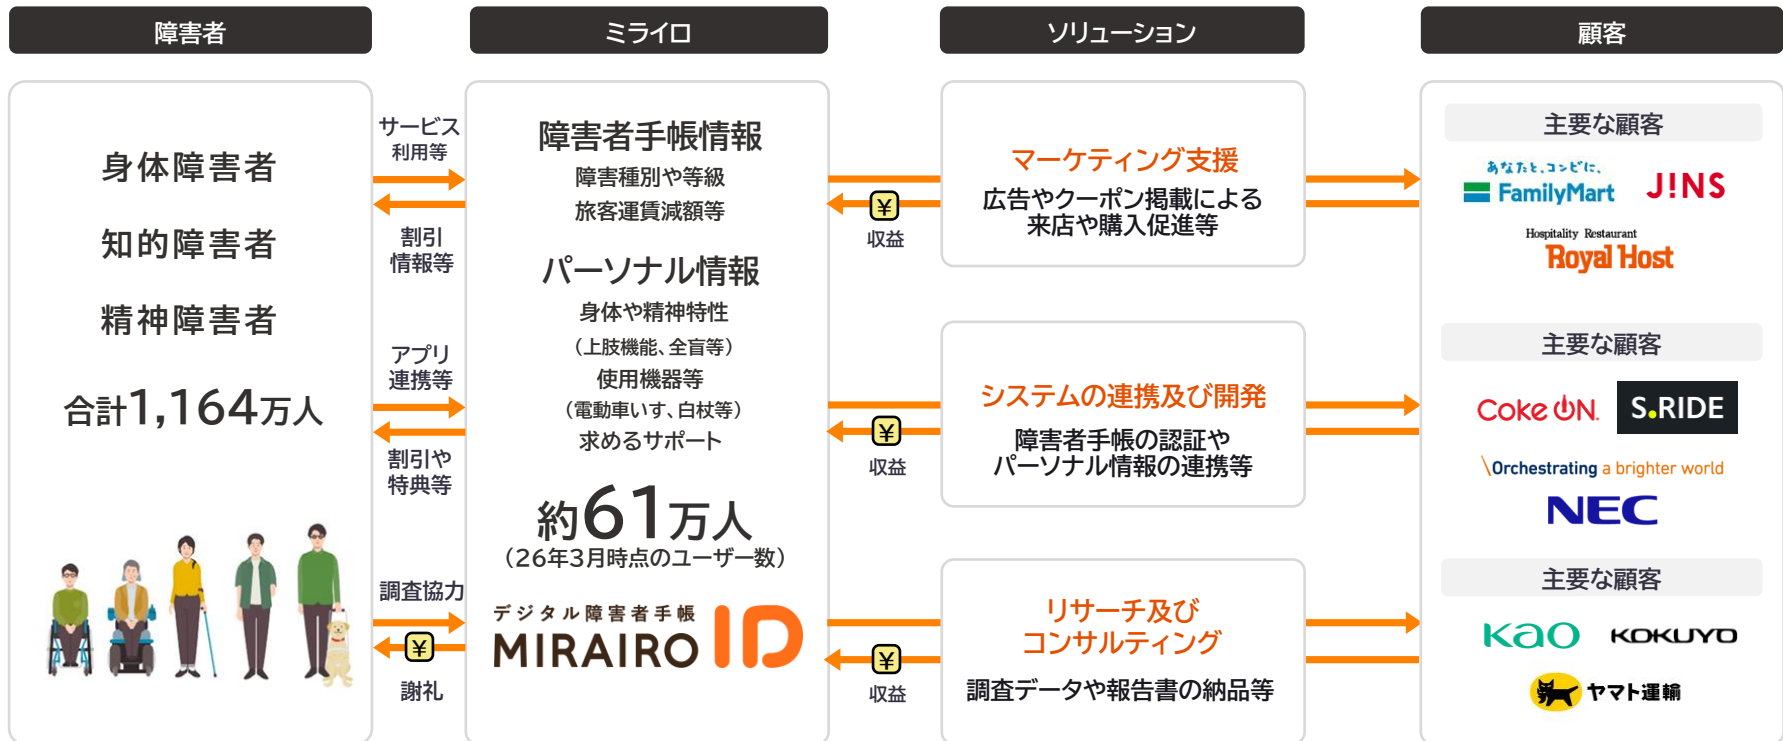 障害者
ミライロ
ソリューション
顧客
身体障害者
知的障害者
精神障害者
合計1,164万人
サービス
利用等
割引
情報等
アプリ
連携等
割引や
特典等
調査協力
¥
謝礼
障害者手帳情報
障害種別や等級
旅客運賃減額等
パーソナル情報
身体や精神特性
（上肢機能、全盲等）
使用機器等
（電動車いす、白杖等）
求めるサポート
約61万人
（26年3月時点のユーザー数）
デジタル障害者手帳
MIRAIRO ID
¥
収益
¥
収益
¥
収益
マーケティング支援
広告やクーポン掲載による
来店や購入促進等
システムの連携及び開発
障害者手帳の認証や
パーソナル情報の連携等
リサーチ及び
コンサルティング
調査データや報告書の納品等
主要な顧客
あなたと、コンビに、
FamilyMart
J!NS
Hospitality Restaurant
Royal Host
主要な顧客
Coke ON.
S.RIDE
\Orchestrating a brighter world
NEC
主要な顧客
Kao
KOKUYO
ヤマト運輸